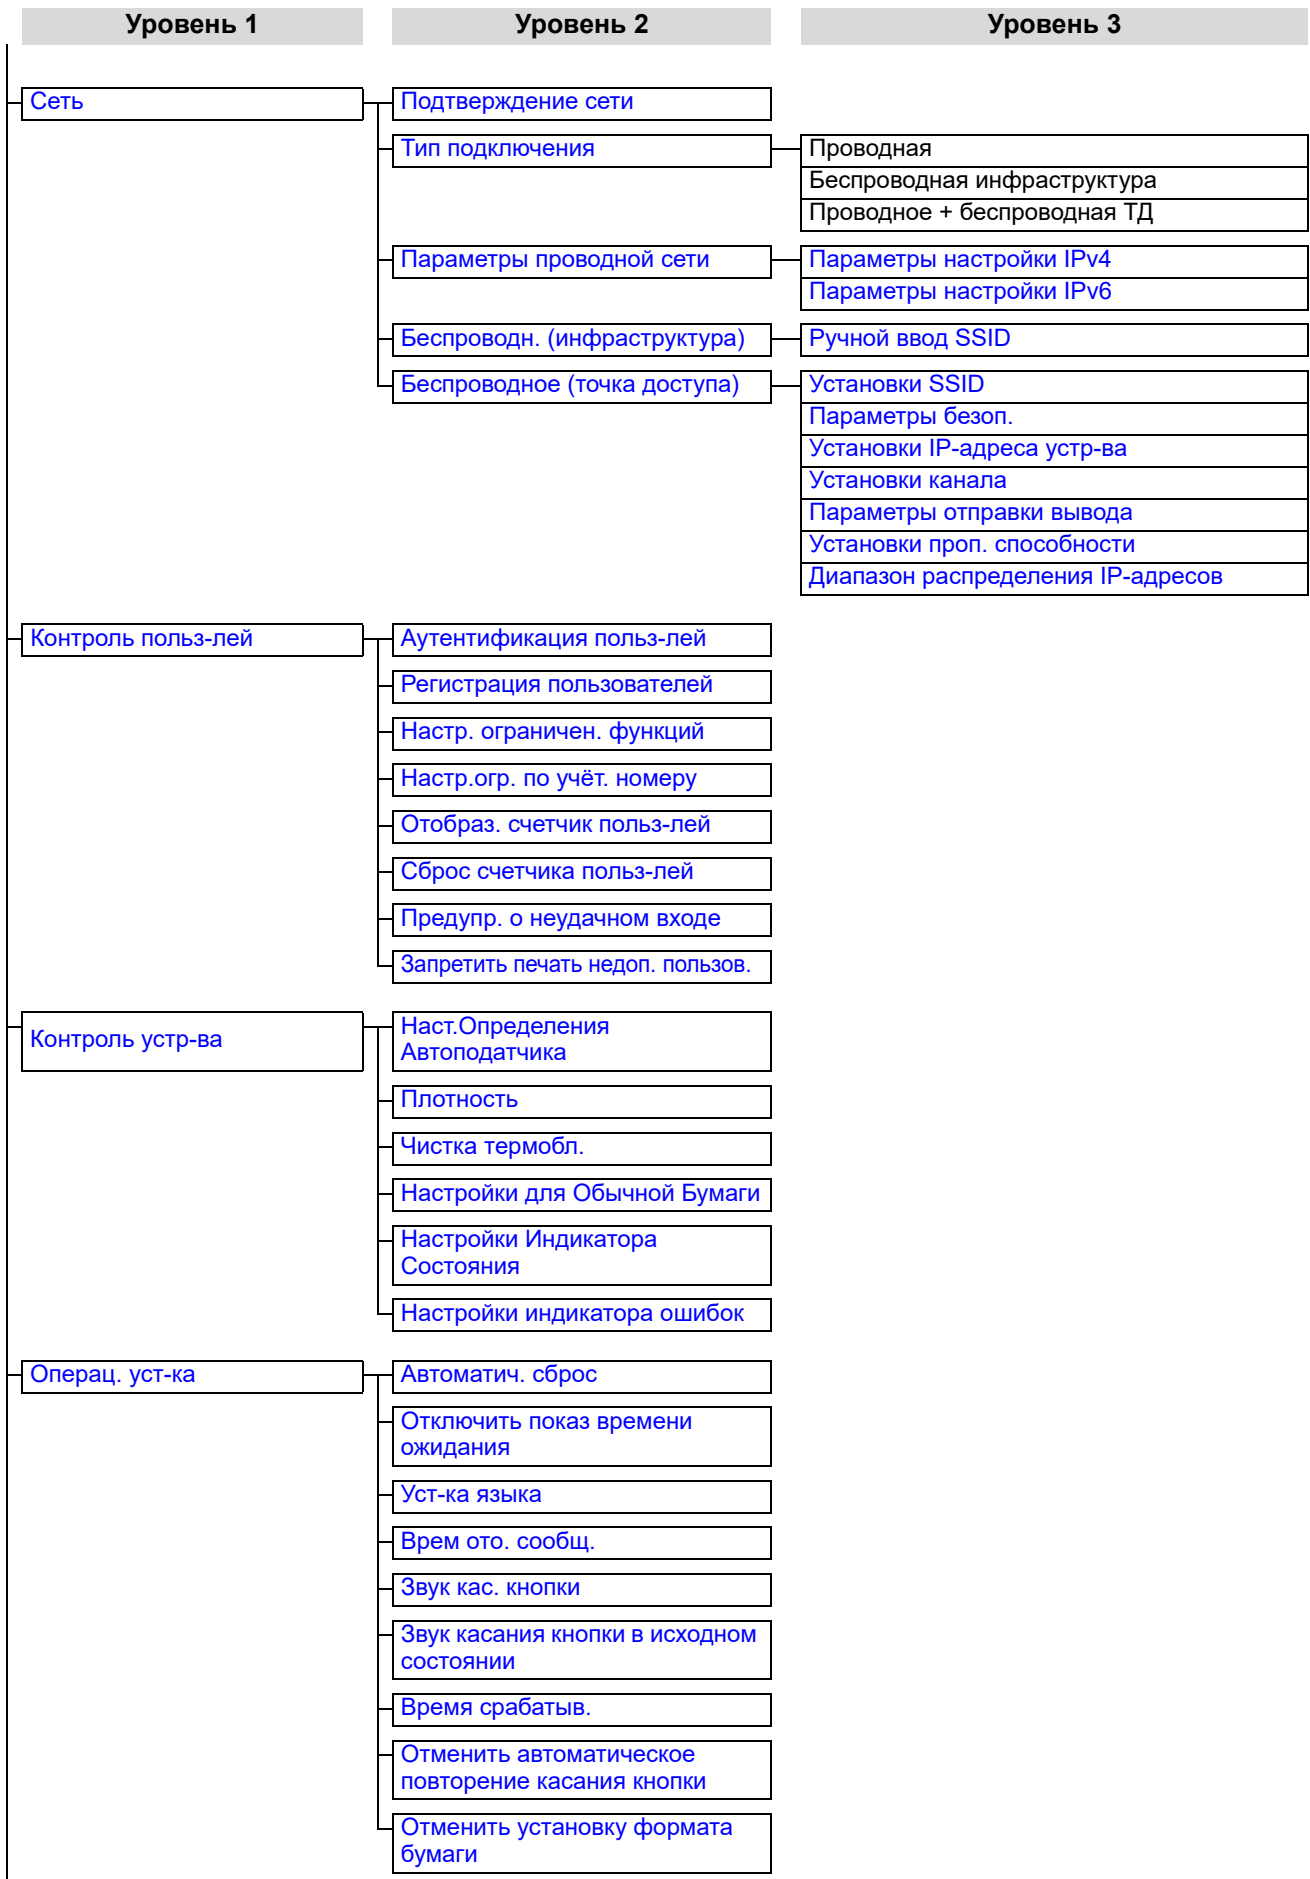 Уровень 1
Уровень 2
Уровень 3
Сеть
Подтверждение сети
Тип подключения
Проводная
Беспроводная инфраструктура
Проводное + беспроводная ТД
Параметры проводной сети
Параметры настройки IPv4
Параметры настройки IPv6
Беспроводн. (инфраструктура)
Ручной ввод SSID
Беспроводное (точка доступа)
Установки SSID
Параметры безоп.
Установки IP-адреса устр-ва
Установки канала
Параметры отправки вывода
Установки проп. способности
Диапазон распределения IP-адресов
Контроль польз-лей
Аутентификация польз-лей
Регистрация пользователей
Настр. ограничен. функций
Настр.огр. по учёт. номеру
Отобраз. счетчик польз-лей
Сброс счетчика польз-лей
Предупр. о неудачном входе
Запретить печать недоп. пользов.
Контроль устр-ва
Наст.Определения
Автоподатчика
Плотность
Чистка термобл.
Настройки для Обычной Бумаги
Настройки Индикатора
Состояния
Настройки индикатора ошибок
Операц. уст-ка
Автоматич. сброс
Отключить показ времени
ожидания
Уст-ка языка
Врем ото. сообщ.
Звук кас. кнопки
Звук касания кнопки в исходном
состоянии
Время срабатыв.
Отменить автоматическое
повторение касания кнопки
Отменить установку формата
бумаги